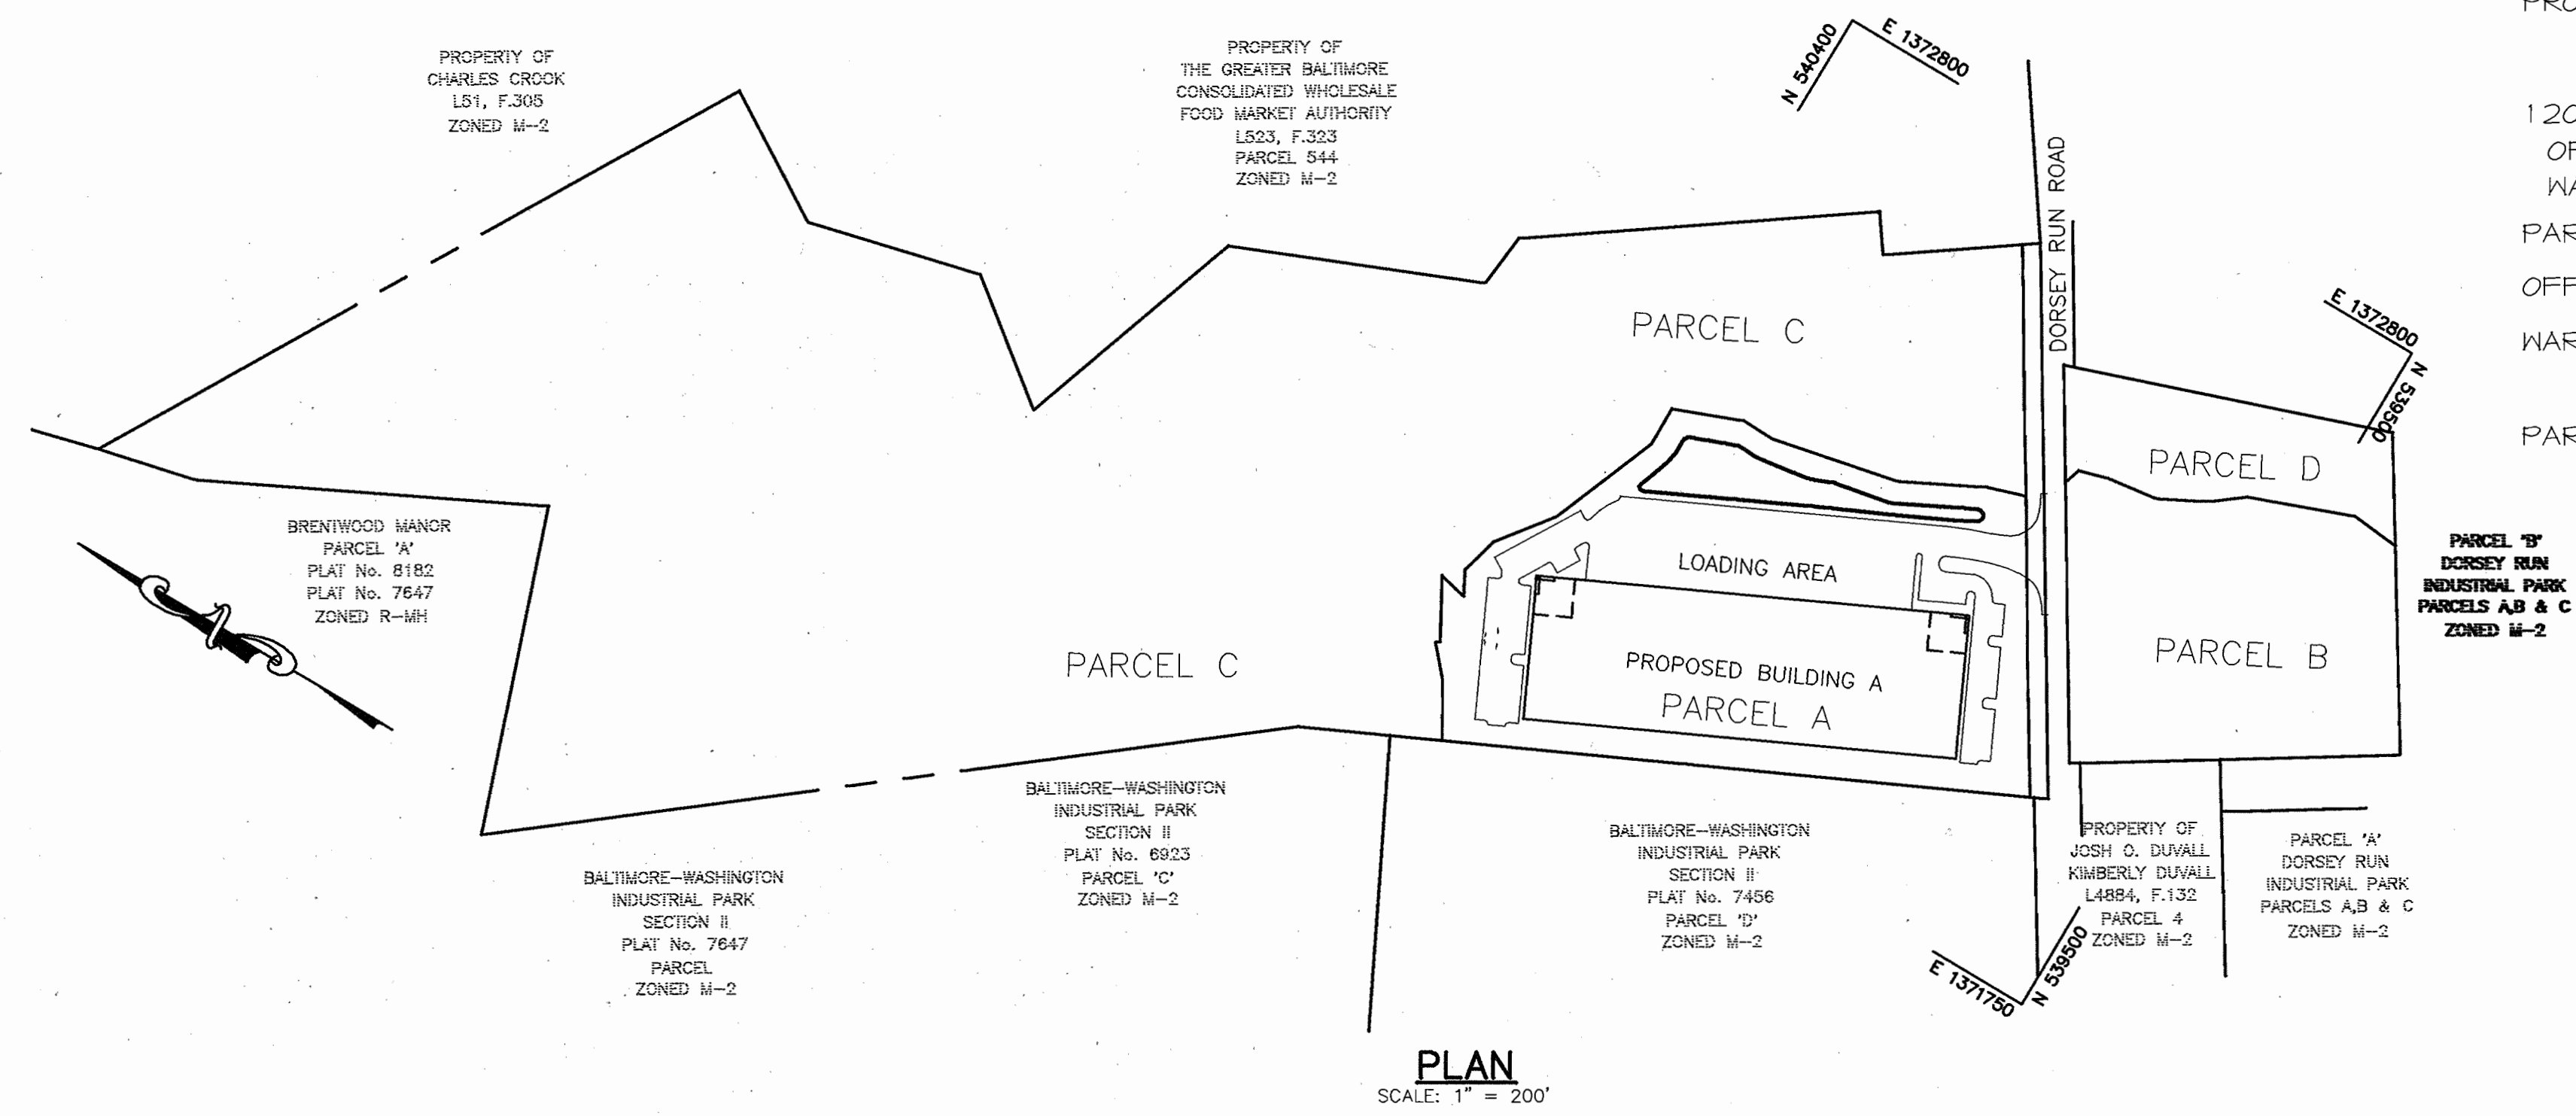 PROPERTY OF
CHARLES CROOK
L51, F.305
ZONED M-2
PROPERTY OF
THE GREATER BALTIMORE
CONSOLIDATED WHOLESALE
FOOD MARKET AUTHORITY
L523, F.323
PARCEL 544
ZONED M-2
N 540400
E 1372800
DORSEY RUN ROAD
120
PAR
OFF
WAR
PAR
E 1372800
N 539500
PARCEL C
PARCEL D
BRENTWOOD MANOR
PARCEL 'A'
PLAT No. 8182
PLAT No. 7647
ZONED R-MH
LOADING AREA
PROPOSED BUILDING A
PARCEL A
PARCEL C
PARCEL B
PARCEL 'B'
DORSEY RUN
INDUSTRIAL PARK
PARCELS A,B & C
ZONED M-2
BALTIMORE-WASHINGTON
INDUSTRIAL PARK
SECTION II
PLAT No. 7647
PARCEL
ZONED M-2
BALTIMORE-WASHINGTON
INDUSTRIAL PARK
SECTION II
PLAT No. 6923
PARCEL 'C'
ZONED M-2
BALTIMORE-WASHINGTON
INDUSTRIAL PARK
SECTION II
PLAT No. 7456
PARCEL 'D'
ZONED M-2
PROPERTY OF
JOSH O. DUVALL
KIMBERLY DUVALL
L4884, F.132
PARCEL 4
ZONED M-2
PARCEL 'A'
DORSEY RUN
INDUSTRIAL PARK
PARCELS A,B & C
ZONED M-2
E 1371750
N 539500
PLAN
SCALE: 1" = 200'